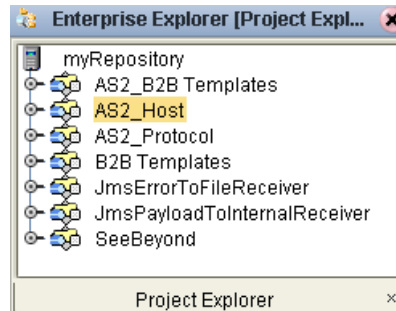 Enterprise Explorer [Project Expl...
myRepository
AS2_B2B Templates
AS2_Host
AS2_Protocol
B2B Templates
JmsErrorToFileReceiver
JmsPayloadToInternalReceiver
SeeBeyond
Project Explorer